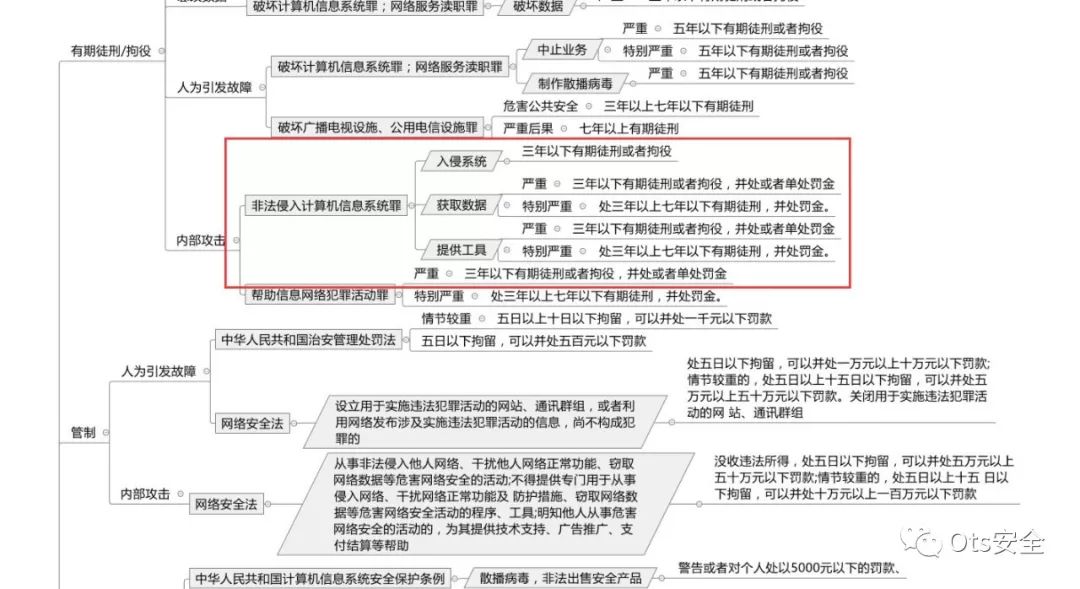 破坏计算机信息系统罪；网络服务渎职罪
破坏数据
有期徒刑/拘役
人为引发故障
破坏计算机信息系统罪；网络服务渎职罪
中止业务
严重
五年以下有期徒刑或者拘役
特别严重
五年以下有期徒刑或者拘役
制作散播病毒
严重
五年以下有期徒刑或者拘役
破坏广播电视设施、公用电信设施罪
危害公共安全
三年以上七年以下有期徒刑
严重后果
七年以上有期徒刑
内部攻击
非法侵入计算机信息系统罪
入侵系统
三年以下有期徒刑或者拘役
获取数据
严重
三年以下有期徒刑或者拘役，并处或者单处罚金
特别严重
处三年以上七年以下有期徒刑，并处罚金。
提供工具
严重
三年以下有期徒刑或者拘役，并处或者单处罚金
特别严重
处三年以上七年以下有期徒刑，并处罚金。
帮助信息网络犯罪活动罪
严重
三年以下有期徒刑或者拘役，并处或者单处罚金
特别严重
处三年以上七年以下有期徒刑，并处罚金。
管制
人为引发故障
中华人民共和国治安管理处罚法
情节较重
五日以上十日以下拘留，可以并处一千元以下罚款
五日以下拘留，可以并处五百元以下罚款
网络安全法
设立用于实施违法犯罪活动的网站、通讯群组，或者利
用网络发布涉及实施违法犯罪活动的信息，尚不构成犯
罪的
处五日以下拘留，可以并处一万元以上十万元以下罚款;
情节较重的，处五日以上十五日以下拘留，可以并处五
万元以上五十万元以下罚款。关闭用于实施违法犯罪活
动的网 站、通讯群组
内部攻击
网络安全法
从事非法侵入他人网络、干扰他人网络正常功能、窃取
网络数据等危害网络安全的活动;不得提供专门用于从事
侵入网络、干扰网络正常功能及 防护措施、窃取网络数
据等危害网络安全活动的程序、工具;明知他人从事危害
网络安全的活动的，为其提供技术支持、广告推广、支
付结算等帮助
没收违法所得，处五日以下拘留，可以并处五万元以上
五十万元以下罚款;情节较重的，处五日以上十五 日以
下拘留，可以并处十万元以上一百万元以下罚款
中华人民共和国计算机信息系统安全保护条例
散播病毒，非法出售安全产品
警告或者对个人处以5000元以下的罚款、
Ots安全